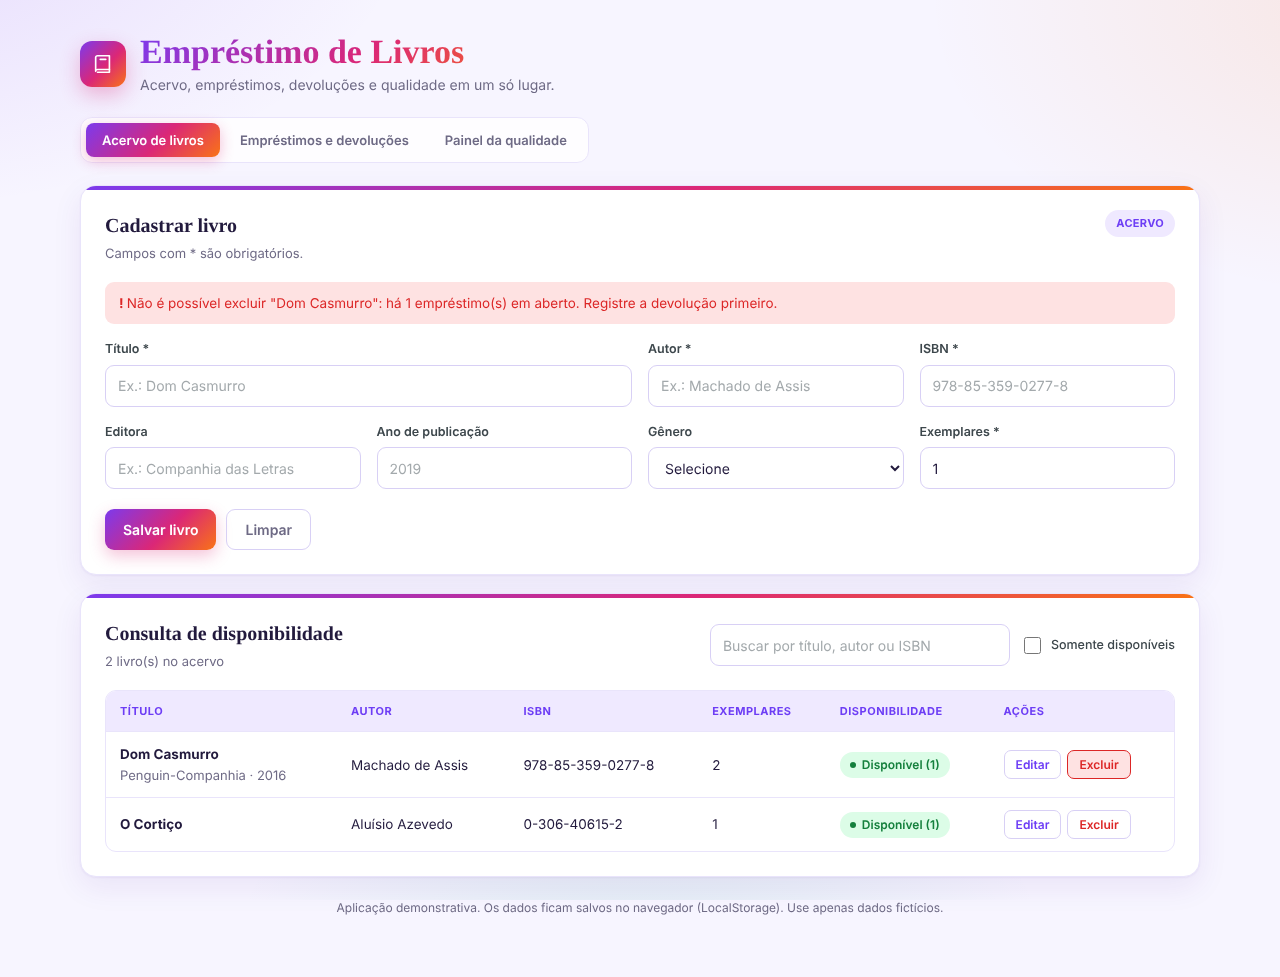 Empréstimo de Livros
Acervo, empréstimos, devoluções e qualidade em um só lugar.
Acervo de livros Empréstimos e devoluções Painel da qualidade
Cadastrar livro ACERVO
Campos com * são obrigatórios.
! Não é possível excluir "Dom Casmurro": há 1 empréstimo(s) em aberto. Registre a devolução primeiro.
Título * Autor * ISBN *
Ex.: Dom Casmurro Ex.: Machado de Assis 978-85-359-0277-8
Editora Ano de publicação Gênero Exemplares *
Ex.: Companhia das Letras 2019 Selecione 1
Salvar livro Limpar
Consulta de disponibilidade
2 livro(s) no acervo
Buscar por título, autor ou ISBN Somente disponíveis
TÍTULO AUTOR ISBN EXEMPLARES DISPONIBILIDADE AÇÕES
Dom Casmurro
Penguin-Companhia · 2016
Machado de Assis 978-85-359-0277-8 2 Disponível (1) Editar Excluir
O Cortiço Aluísio Azevedo 0-306-40615-2 1 Disponível (1) Editar Excluir
Aplicação demonstrativa. Os dados ficam salvos no navegador (LocalStorage). Use apenas dados fictícios.